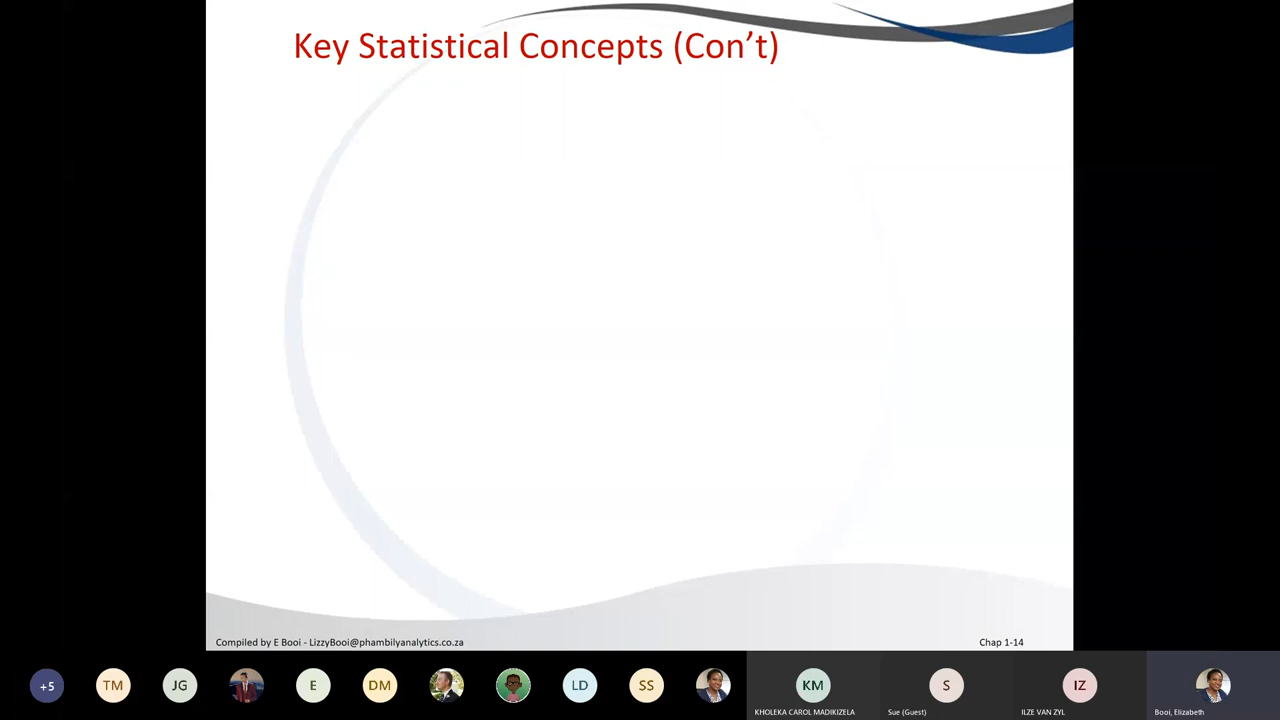 Key Statistical Concepts (Con’t)
Compiled by E Booi - LizzyBooi@phambilyanalytics.co.za
Chap 1-14
+5
TM
JG
E
DM
LD
SS
KM
KHOLEKA CAROL MADIKIZELA
S
Sue (Guest)
IZ
ILZE VAN ZYL
Booi, Elizabeth